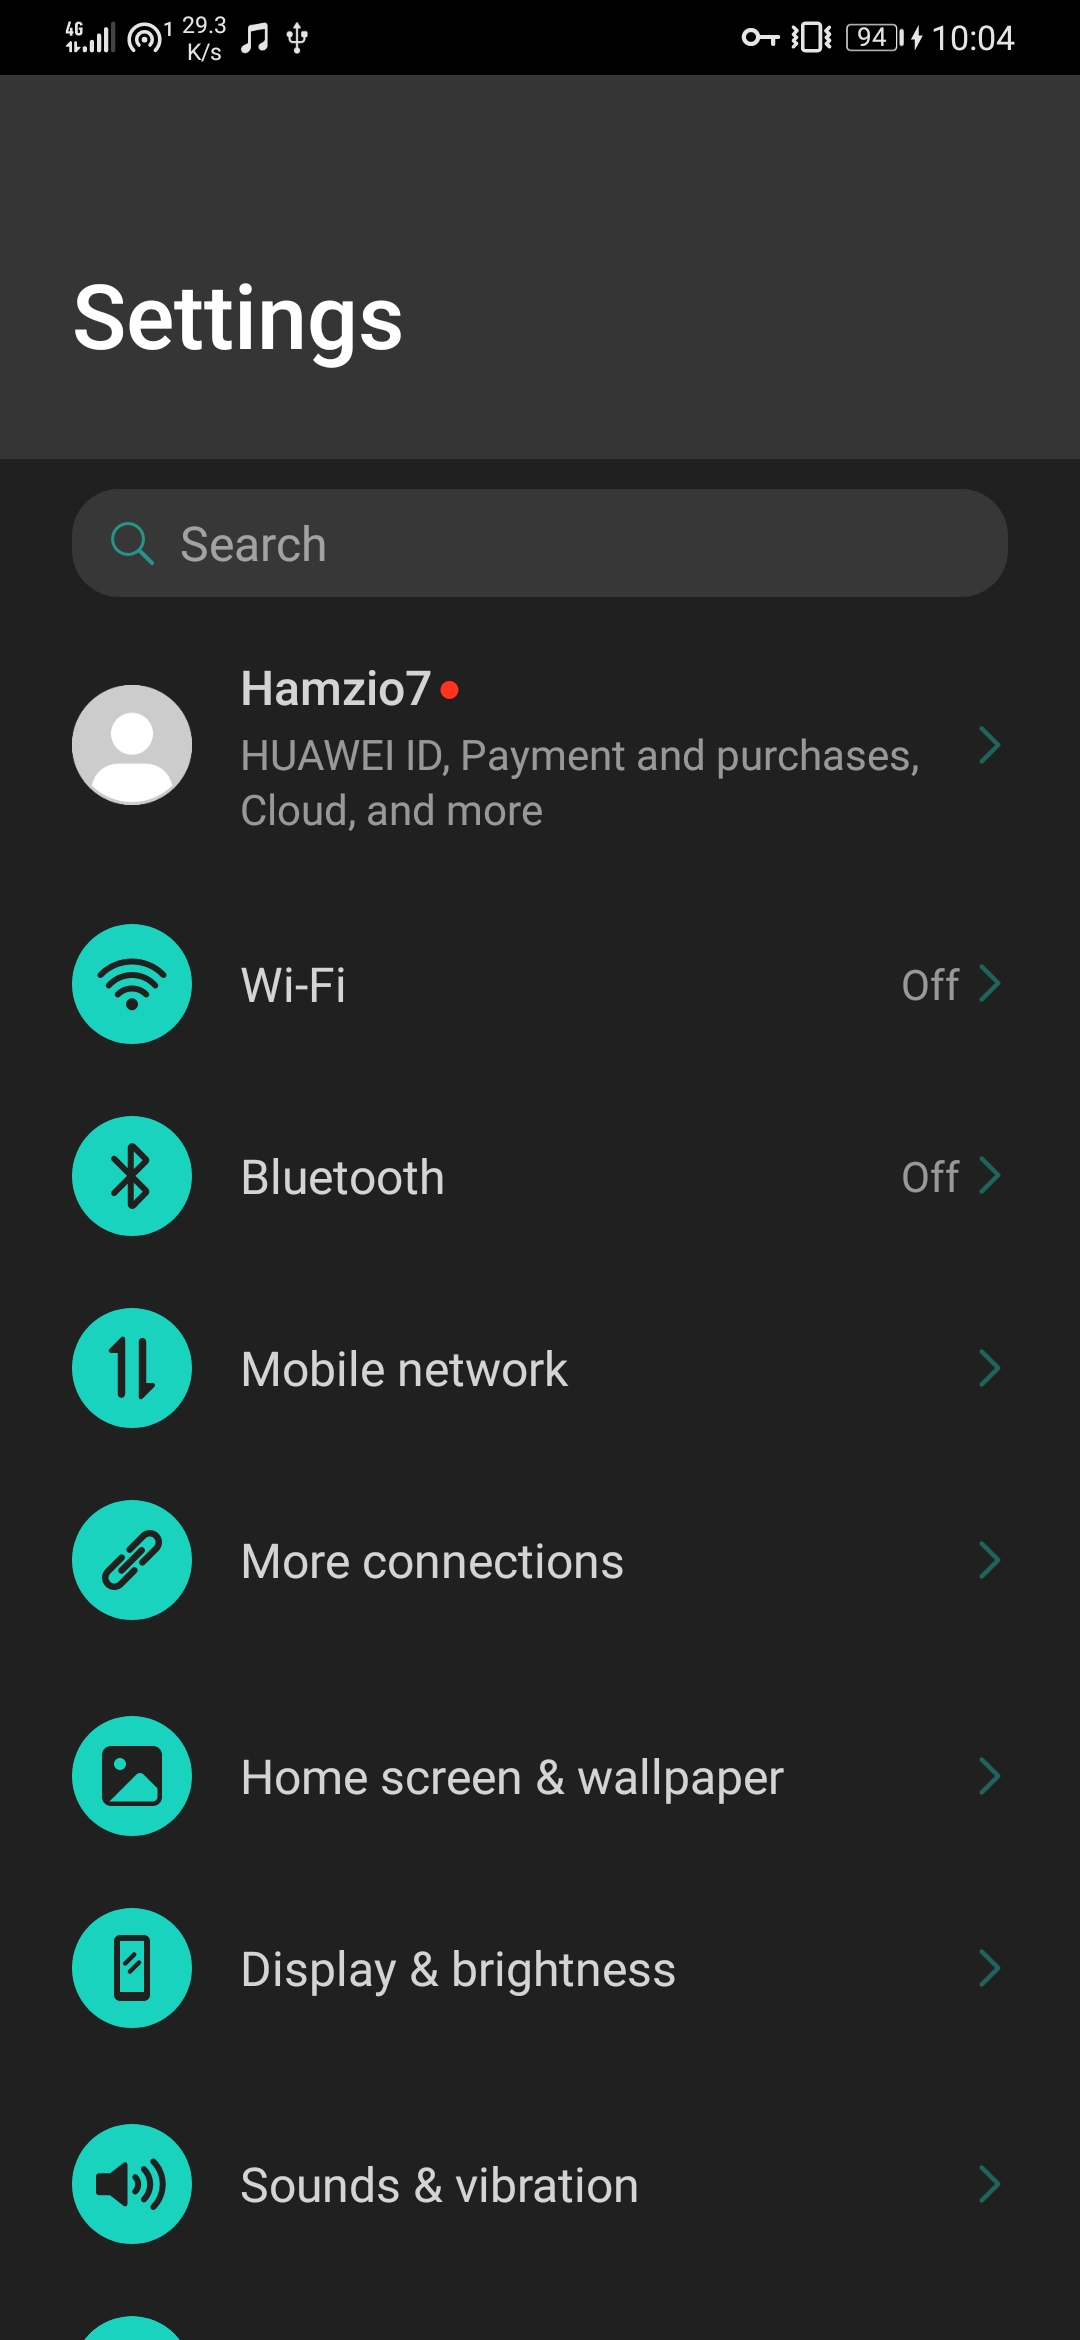 4G 1 29.3 K/s 94 10:04
Settings
Search
Hamzio7
HUAWEI ID, Payment and purchases,
Cloud, and more
Wi-Fi Off
Bluetooth Off
Mobile network
More connections
Home screen & wallpaper
Display & brightness
Sounds & vibration